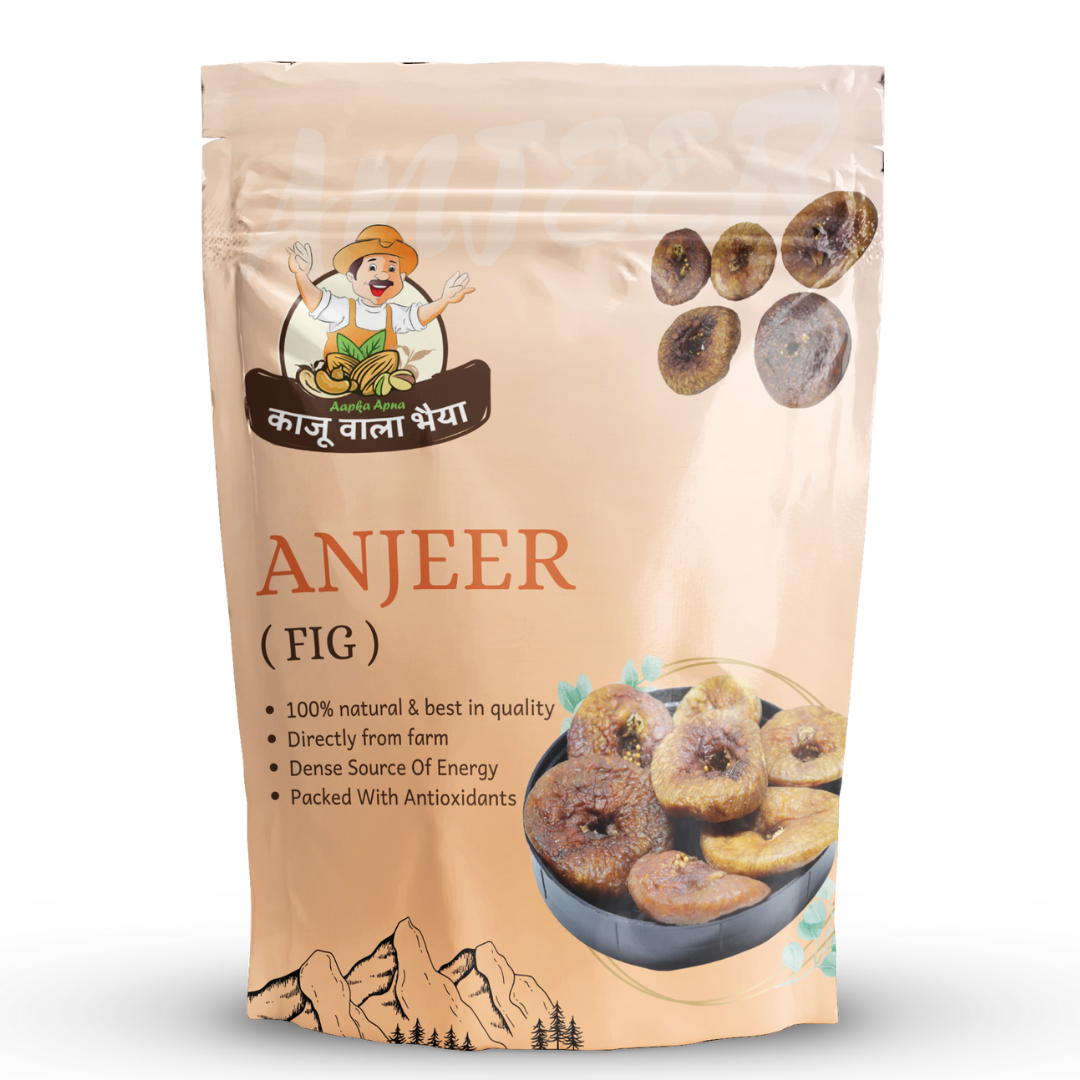 ANJEER
Aapka Apna
काजू वाला भैया
ANJEER
( FIG )
• 100% natural & best in quality
• Directly from farm
• Dense Source Of Energy
• Packed With Antioxidants